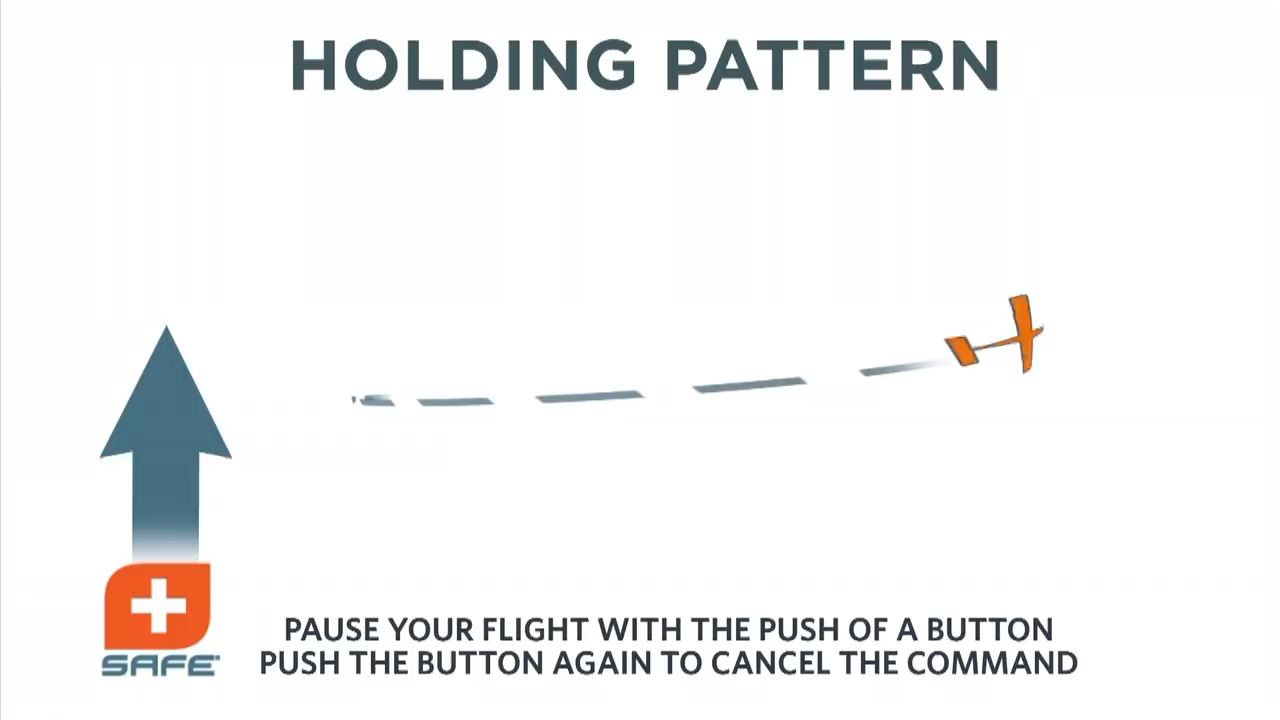 HOLDING PATTERN
SAFE
PAUSE YOUR FLIGHT WITH THE PUSH OF A BUTTON
PUSH THE BUTTON AGAIN TO CANCEL THE COMMAND